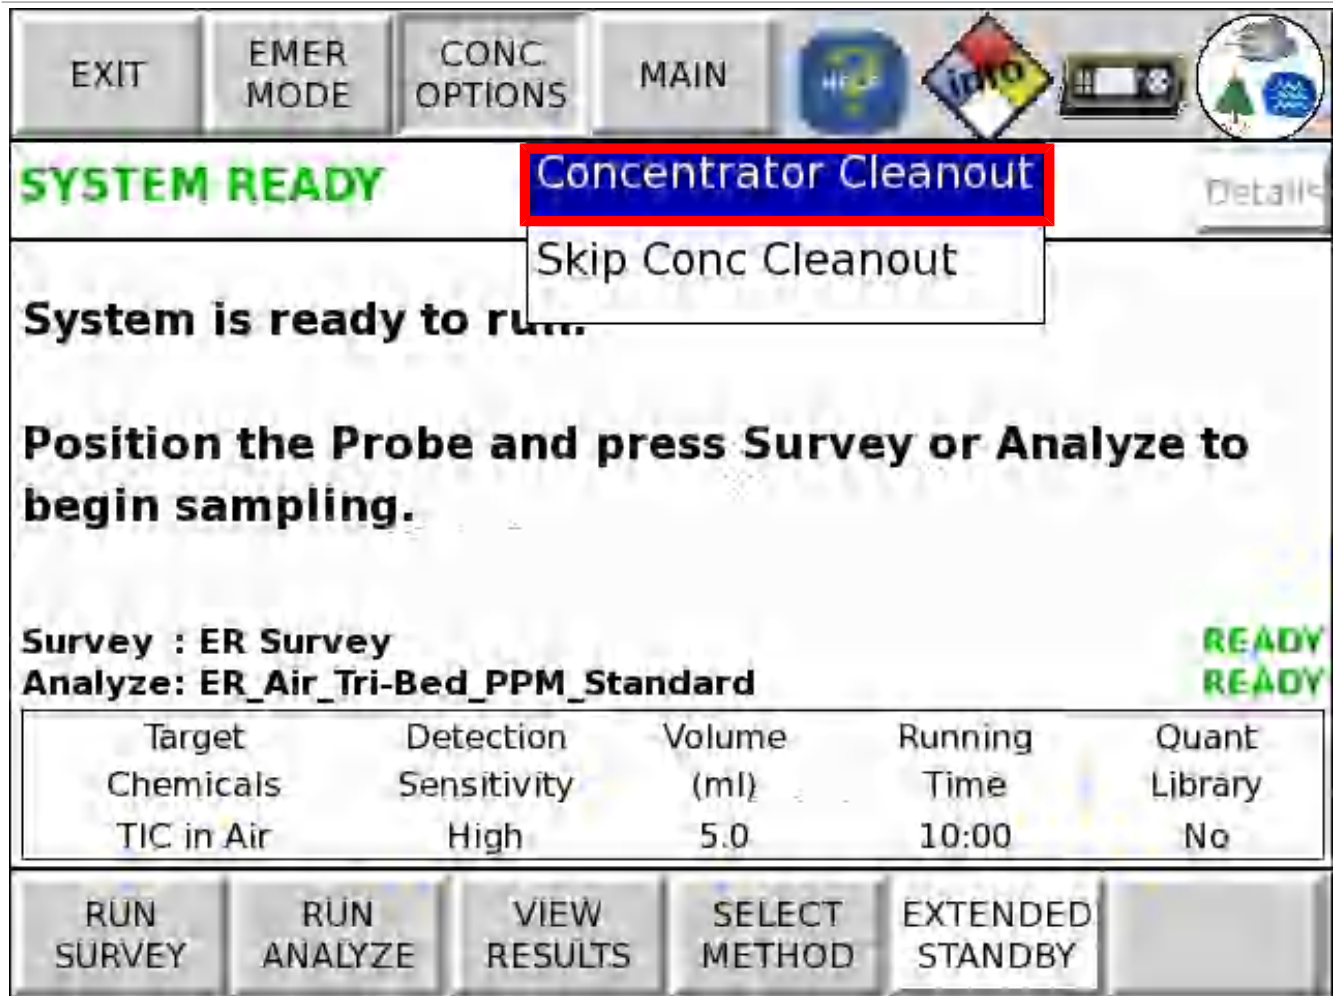 EXIT
EMER
MODE
CONC
OPTIONS
MAIN
HELP
info
SYSTEM READY
Concentrator Cleanout
Details
Skip Conc Cleanout
System is ready to run.
Position the Probe and press Survey or Analyze to
begin sampling.
Survey : ER Survey READY
Analyze: ER_Air_Tri-Bed_PPM_Standard READY
Target Detection Volume Running Quant
Chemicals Sensitivity (ml) Time Library
TIC in Air High 5.0 10:00 No
RUN
SURVEY
RUN
ANALYZE
VIEW
RESULTS
SELECT
METHOD
EXTENDED
STANDBY